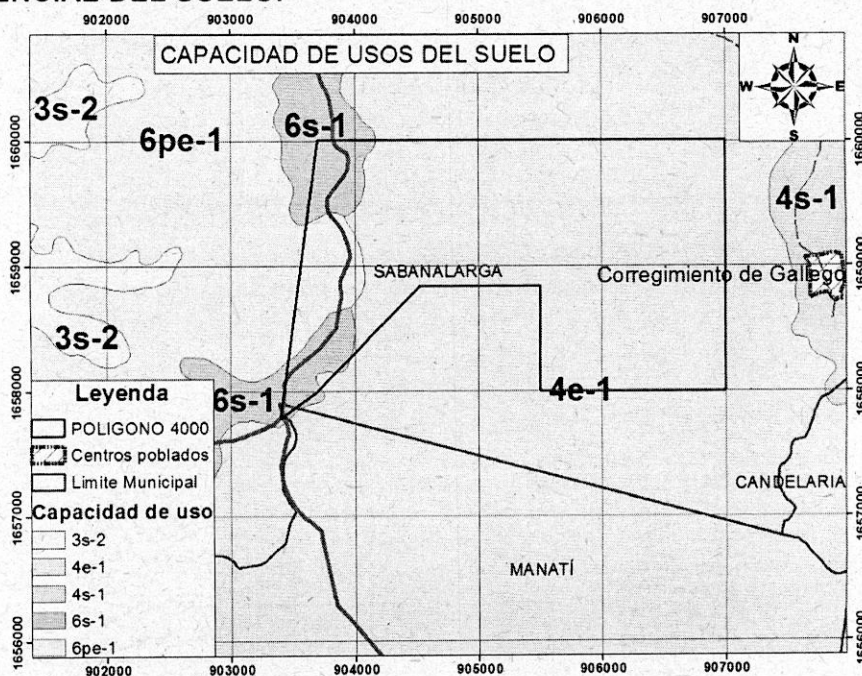 902000 903000 904000 905000 906000 907000
CAPACIDAD DE USOS DEL SUELO
N
W E
S
3s-2
6pe-1
6s-1
1660000
1660000
4s-1
SABANALARGA
1659000
1659000
Corregimiento de Gallego
3s-2
1658000
1658000
Leyenda
6s-1
4e-1
POLIGONO 4000
Centros poblados
Limite Municipal
CANDELARIA
Capacidad de uso
1657000
1657000
3s-2
4e-1
MANATÍ
4s-1
6s-1
6pe-1
1656000
1656000
902000 903000 904000 905000 906000 907000